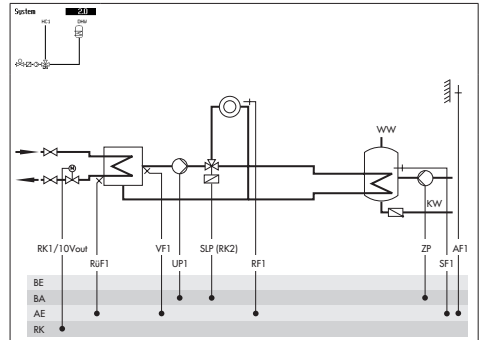 System 2.0
HC1 DHW
M
WW
KW
RK1/10Vout VF1 SLP (RK2) ZP AF1
RüF1 UP1 RF1 SF1
BE
BA
AE
RK